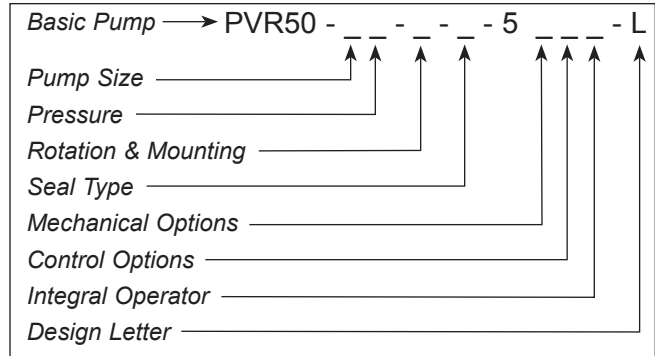 Basic Pump PVR50 - _ _ - _ - _ - 5 _ _ _ - L
Pump Size
Pressure
Rotation & Mounting
Seal Type
Mechanical Options
Control Options
Integral Operator
Design Letter